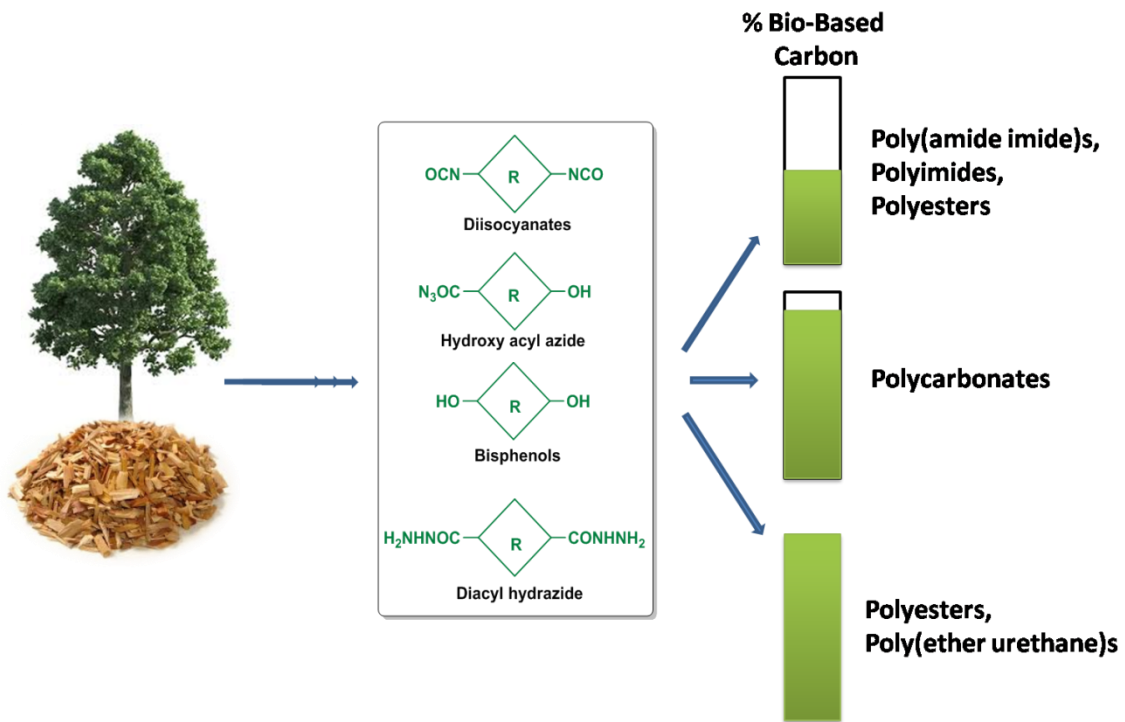 % Bio-Based
Carbon
OCN R NCO
Diisocyanates
N₃OC R OH
Hydroxy acyl azide
HO R OH
Bisphenols
H₂NHNOC R CONHNH₂
Diacyl hydrazide
Poly(amide imide)s,
Polyimides,
Polyesters
Polycarbonates
Polyesters,
Poly(ether urethane)s